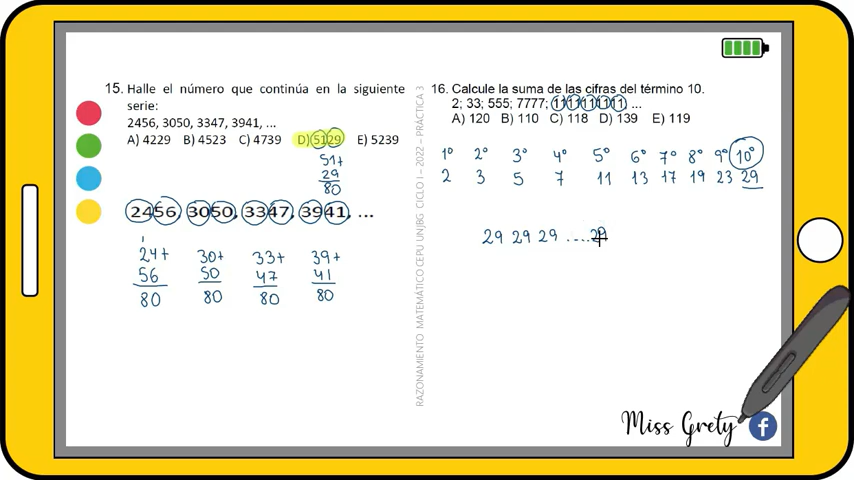 15. Halle el número que continúa en la siguiente
serie:
2456, 3050, 3347, 3941, ...
A) 4229 B) 4523 C) 4739 D) 5129 E) 5239
51+
29
80
2456, 3050, 3347, 3941, ...
1
24+ 30+ 33+ 39+
56 50 47 41
80 80 80 80
RAZONAMIENTO MATEMÁTICO CEPU UNJBG CICLO I – 2022 – PRÁCTICA 3
16. Calcule la suma de las cifras del término 10.
2; 33; 555; 7777; 1111111111, ...
A) 120 B) 110 C) 118 D) 139 E) 119
1° 2° 3° 4° 5° 6° 7° 8° 9° 10°
2 3 5 7 11 13 17 19 23 29
29 29 29 ..... 29
Miss Grety f